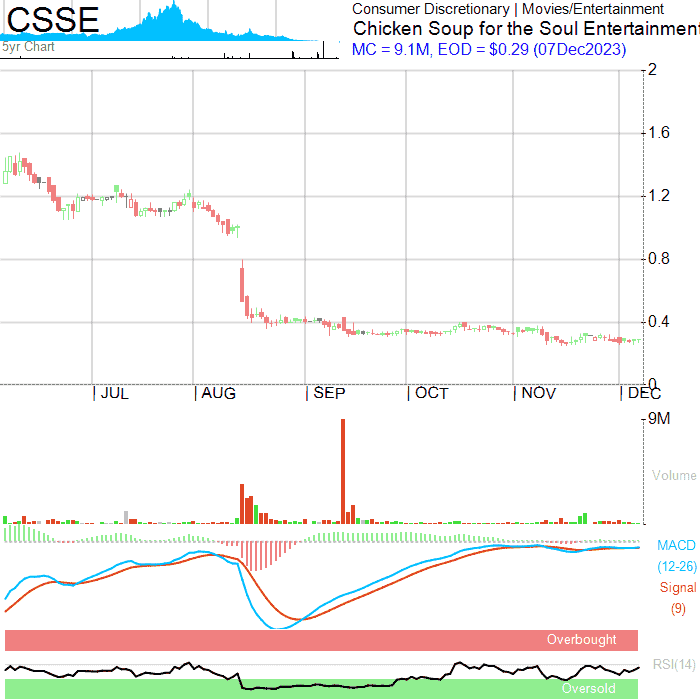 CSSE
5yr Chart
Consumer Discretionary | Movies/Entertainment
Chicken Soup for the Soul Entertainment
MC = 9.1M, EOD = $0.29 (07Dec2023)
2
1.6
1.2
0.8
0.4
0
JUL AUG SEP OCT NOV DEC
9M
Volume
MACD
(12-26)
Signal
(9)
Overbought
RSI(14)
Oversold